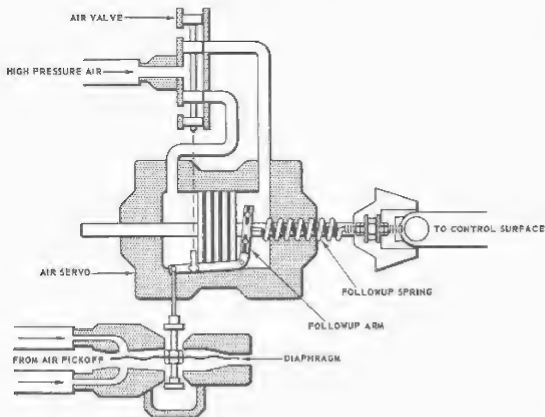 AIR VALVE
HIGH PRESSURE AIR
TO CONTROL SURFACE
AIR SERVO
FOLLOWUP SPRING
FOLLOWUP ARM
FROM AIR PICKOFF
DIAPHRAGM